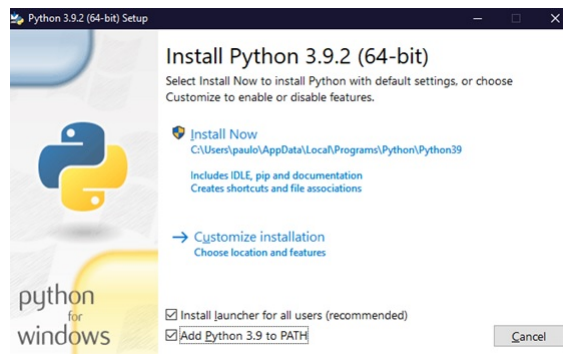 Python 3.9.2 (64-bit) Setup
Install Python 3.9.2 (64-bit)
Select Install Now to install Python with default settings, or choose
Customize to enable or disable features.
Install Now
C:\Users\paulo\AppData\Local\Programs\Python\Python39
Includes IDLE, pip and documentation
Creates shortcuts and file associations
Customize installation
Choose location and features
python
for
windows
Install launcher for all users (recommended)
Add Python 3.9 to PATH
Cancel